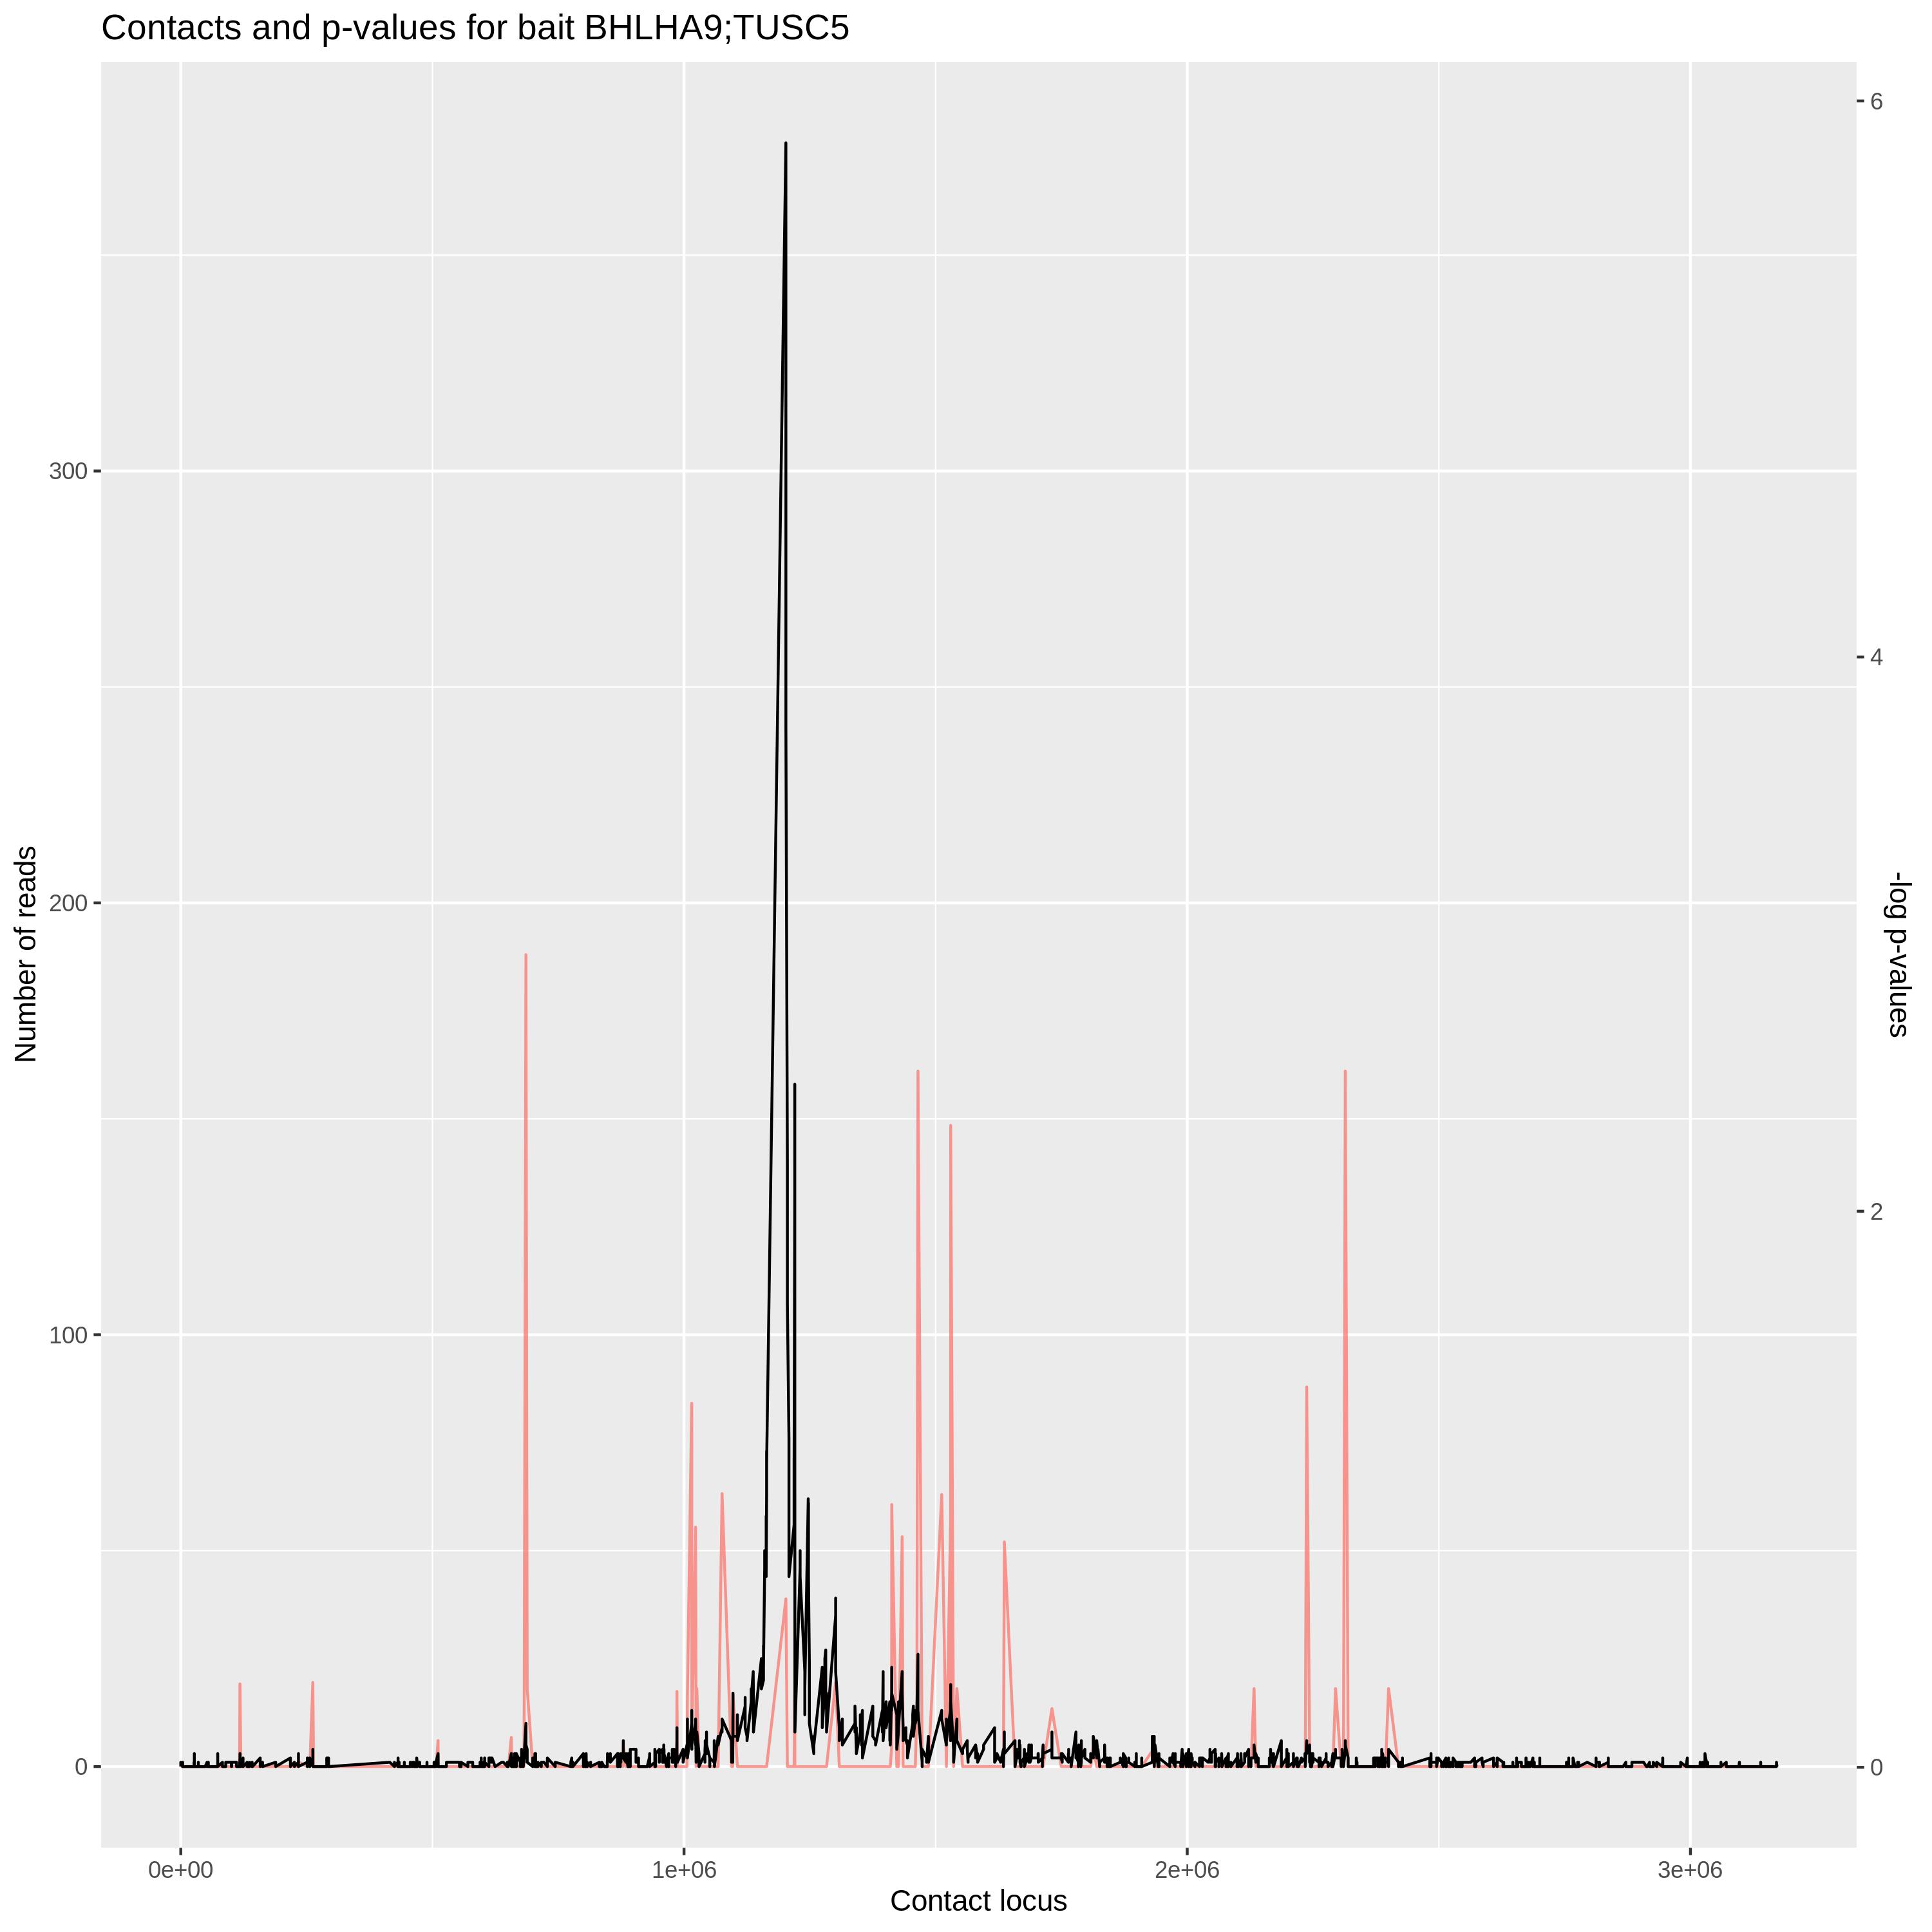 Contacts and p-values for bait BHLHA9;TUSC5
Number of reads
300
200
100
0
6
4
2
0
-log p-values
0e+00
1e+06
2e+06
3e+06
Contact locus